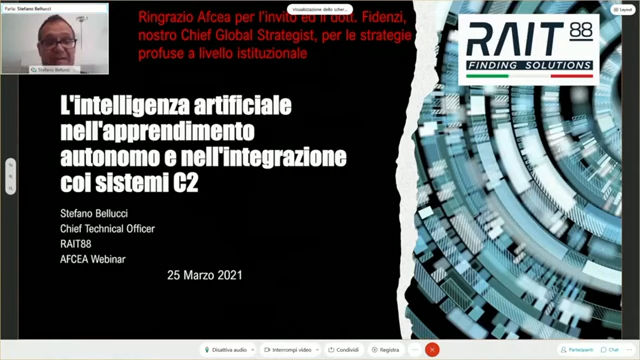 Parla: Stefano Bellucci
Visualizzazione dello scher...
Layout
Stefano Bellucci
Ringrazio Afcea per l'invito ed il dott. Fidenzi,
nostro Chief Global Strategist, per le strategie
profuse a livello istituzionale
RAIT 88
FINDING SOLUTIONS
L'intelligenza artificiale
nell'apprendimento
autonomo e nell'integrazione
coi sistemi C2
Stefano Bellucci
Chief Technical Officer
RAIT88
AFCEA Webinar
25 Marzo 2021
Disattiva audio
Interrompi video
Condividi
Registra
Partecipanti
Chat